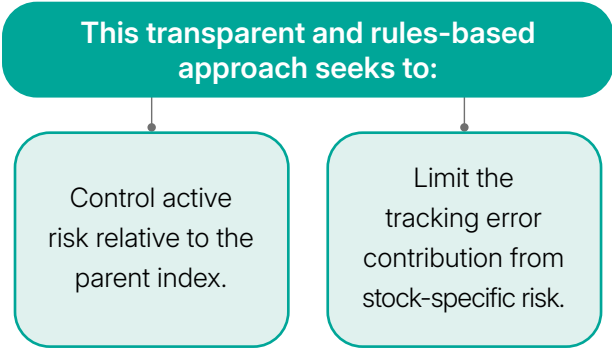 This transparent and rules-based
approach seeks to:
Control active
risk relative to the
parent index.
Limit the
tracking error
contribution from
stock-specific risk.